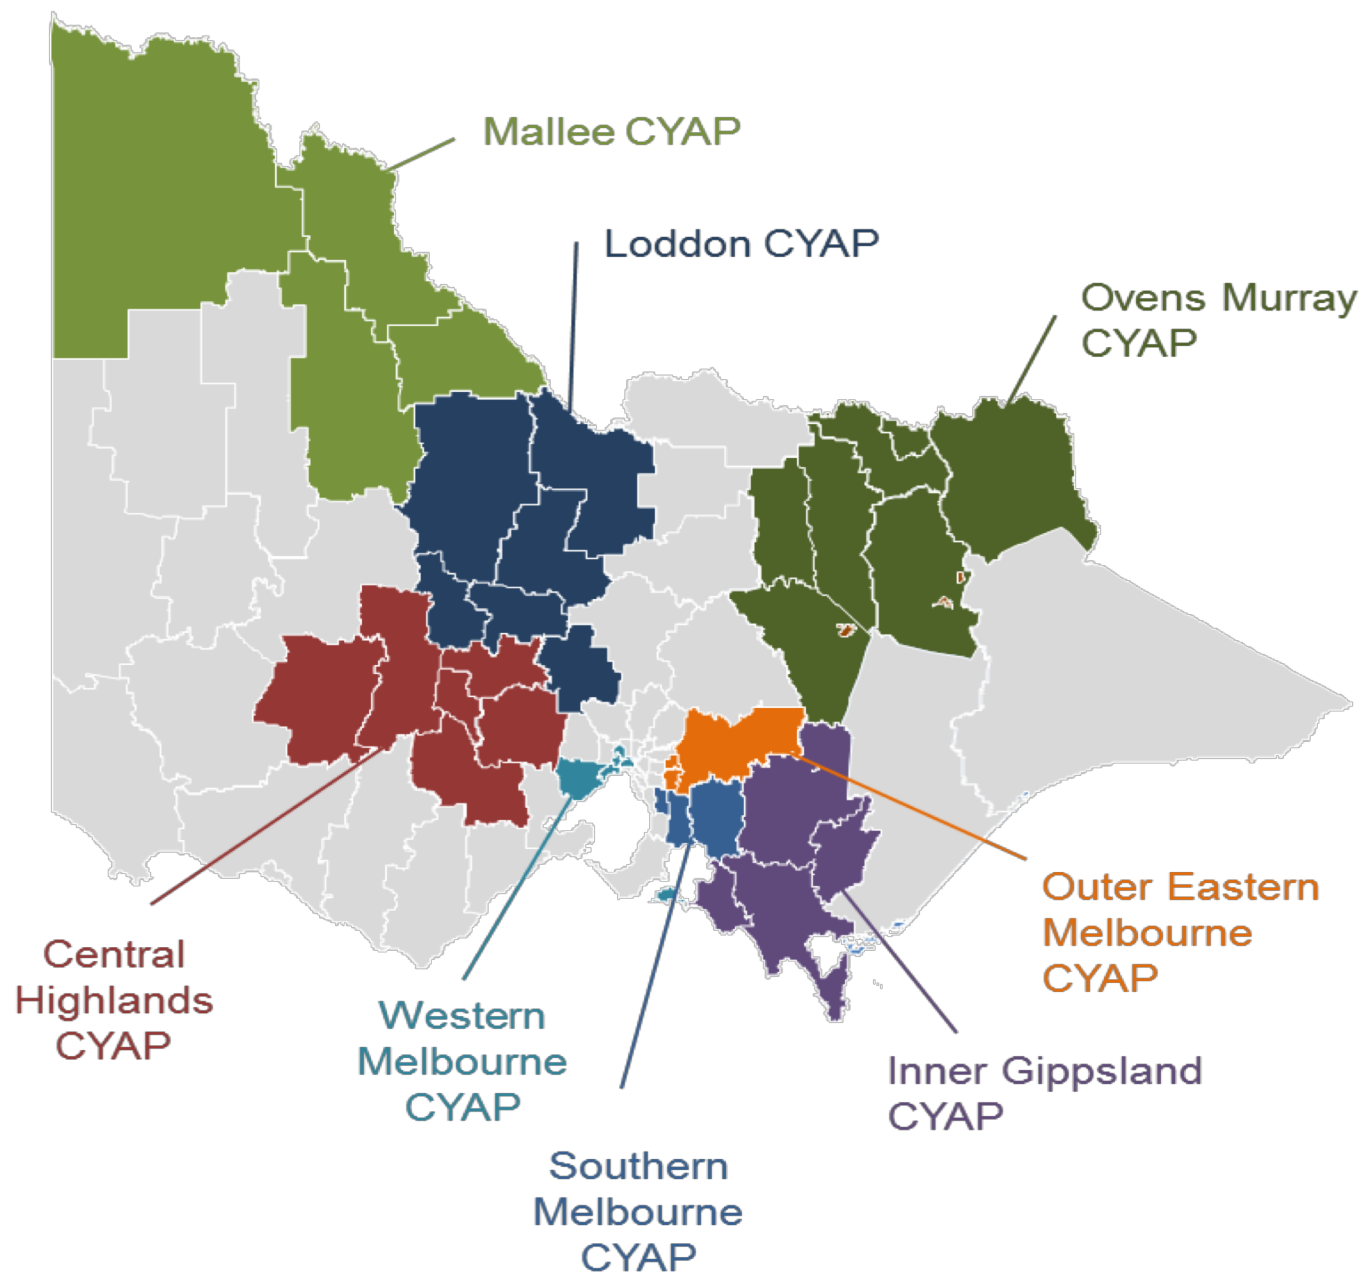 Mallee CYAP
Loddon CYAP
Ovens Murray
CYAP
Outer Eastern
Melbourne
CYAP
Central
Highlands
CYAP
Western
Melbourne
CYAP
Inner Gippsland
CYAP
Southern
Melbourne
CYAP